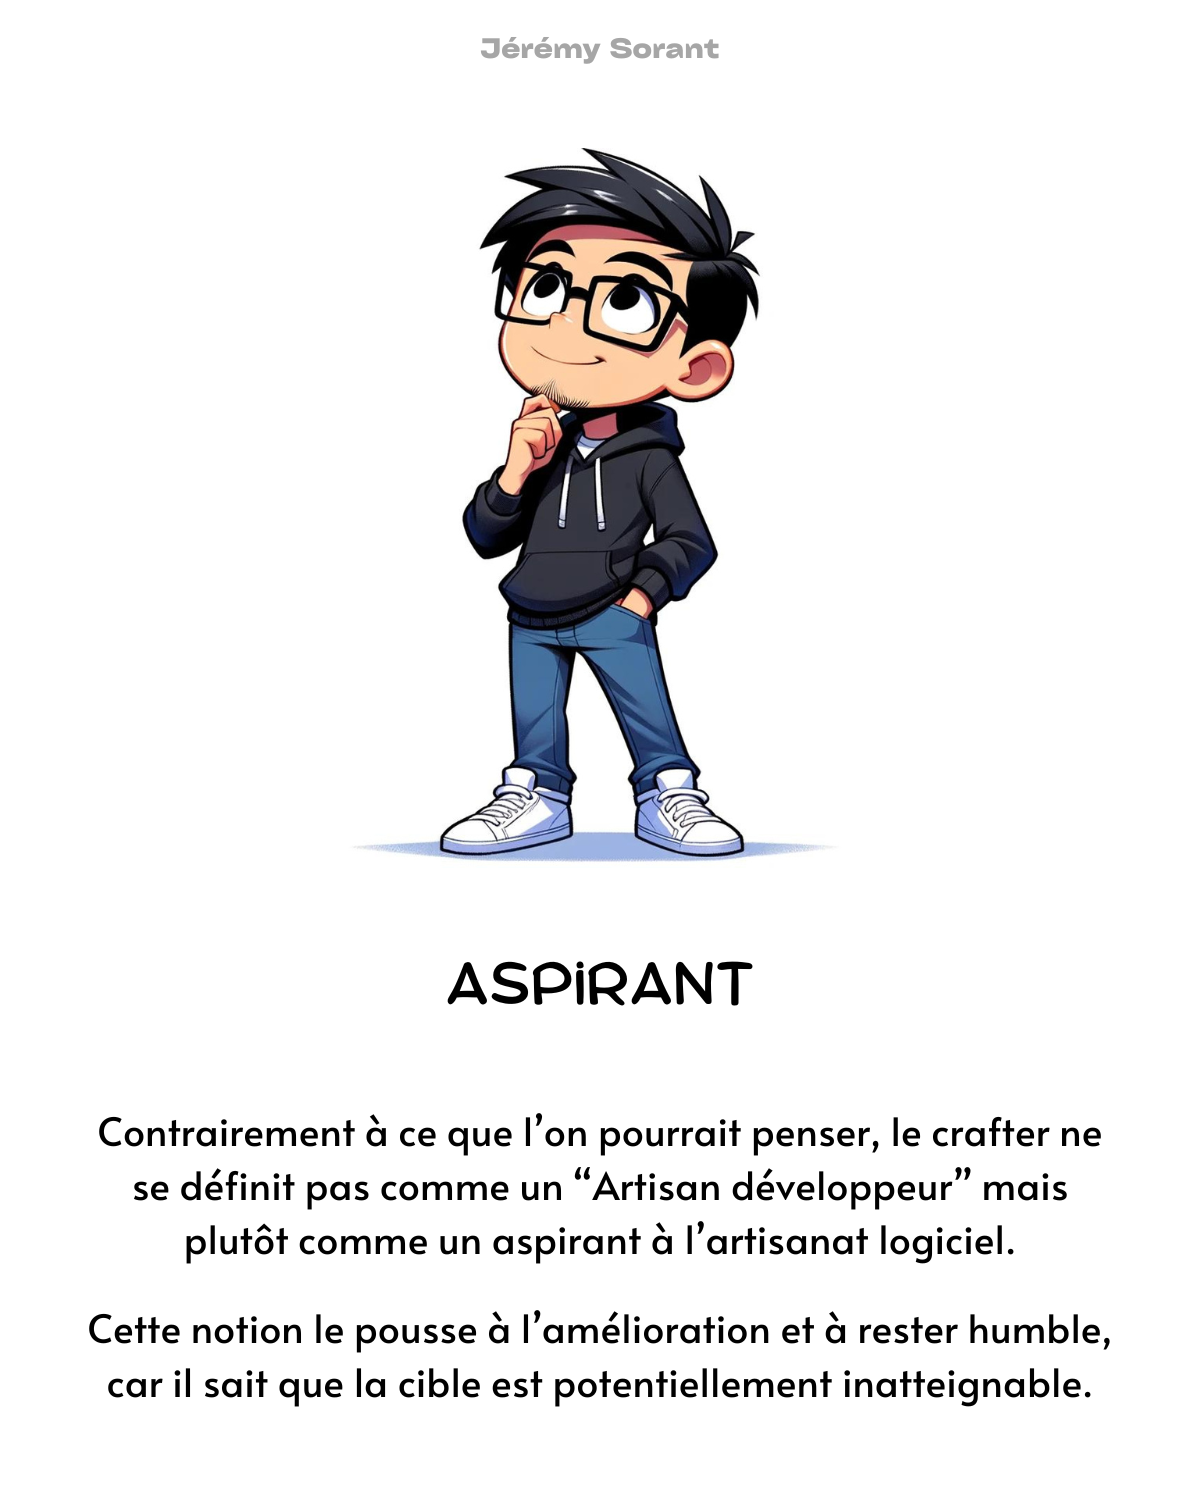 Jérémy Sorant
ASPiRANT
Contrairement à ce que l’on pourrait penser, le crafter ne
se définit pas comme un “Artisan développeur” mais
plutôt comme un aspirant à l’artisanat logiciel.
Cette notion le pousse à l’amélioration et à rester humble,
car il sait que la cible est potentiellement inatteignable.